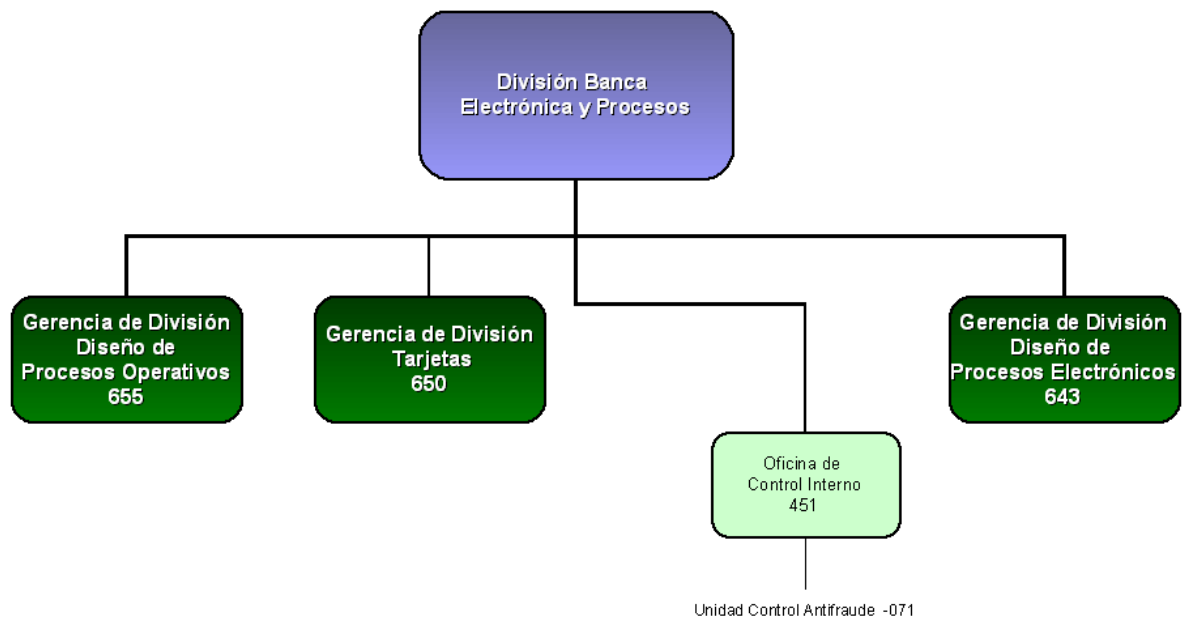 División Banca
Electrónica y Procesos
Gerencia de División
Diseño de
Procesos Operativos
655
Gerencia de División
Tarjetas
650
Gerencia de División
Diseño de
Procesos Electrónicos
643
Oficina de
Control Interno
451
Unidad Control Antifraude -071